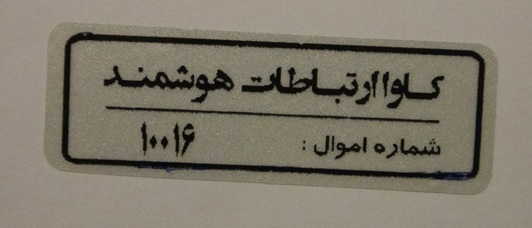 کاوا ارتباطات هوشمند
شماره اموال : ۱۰۰۱۶